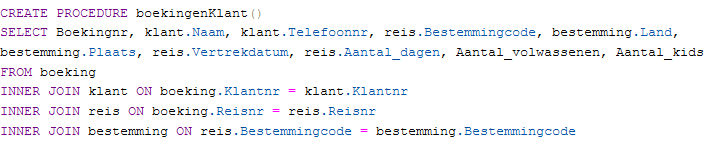 CREATE PROCEDURE boekingenKlant()
SELECT Boekingnr, klant.Naam, klant.Telefoonnr, reis.Bestemmingcode, bestemming.Land,
bestemming.Plaats, reis.Vertrekdatum, reis.Aantal_dagen, Aantal_volwassenen, Aantal_kids
FROM boeking
INNER JOIN klant ON boeking.Klantnr = klant.Klantnr
INNER JOIN reis ON boeking.Reisnr = reis.Reisnr
INNER JOIN bestemming ON reis.Bestemmingcode = bestemming.Bestemmingcode